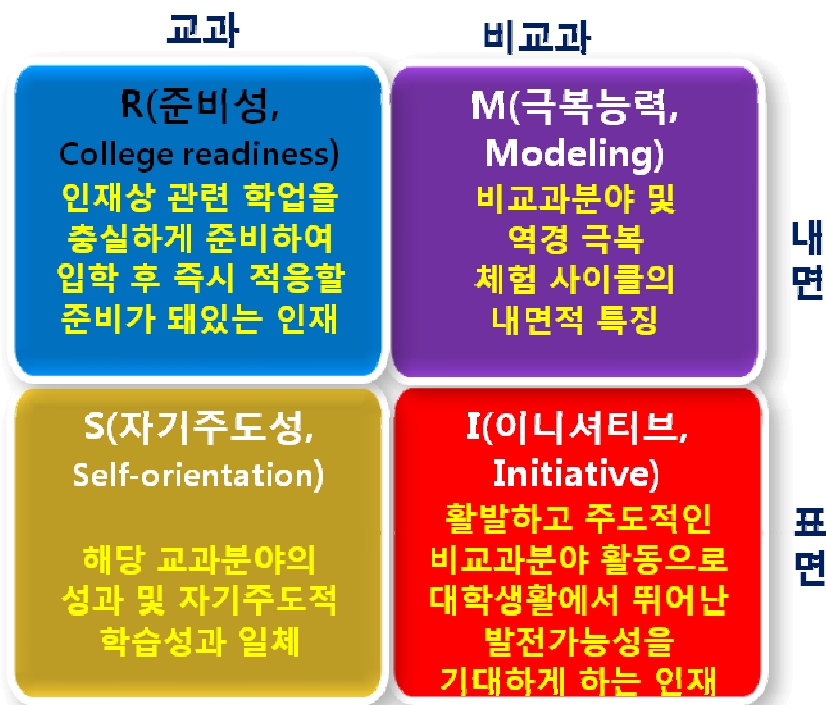 교과
비교과
R(준비성,
College readiness)
인재상 관련 학업을
충실하게 준비하여
입학 후 즉시 적응할
준비가 돼있는 인재
M(극복능력,
Modeling)
비교과분야 및
역경 극복
체험 사이클의
내면적 특징
내
면
S(자기주도성,
Self-orientation)
해당 교과분야의
성과 및 자기주도적
학습성과 일체
I(이니셔티브,
Initiative)
활발하고 주도적인
비교과분야 활동으로
대학생활에서 뛰어난
발전가능성을
기대하게 하는 인재
표
면